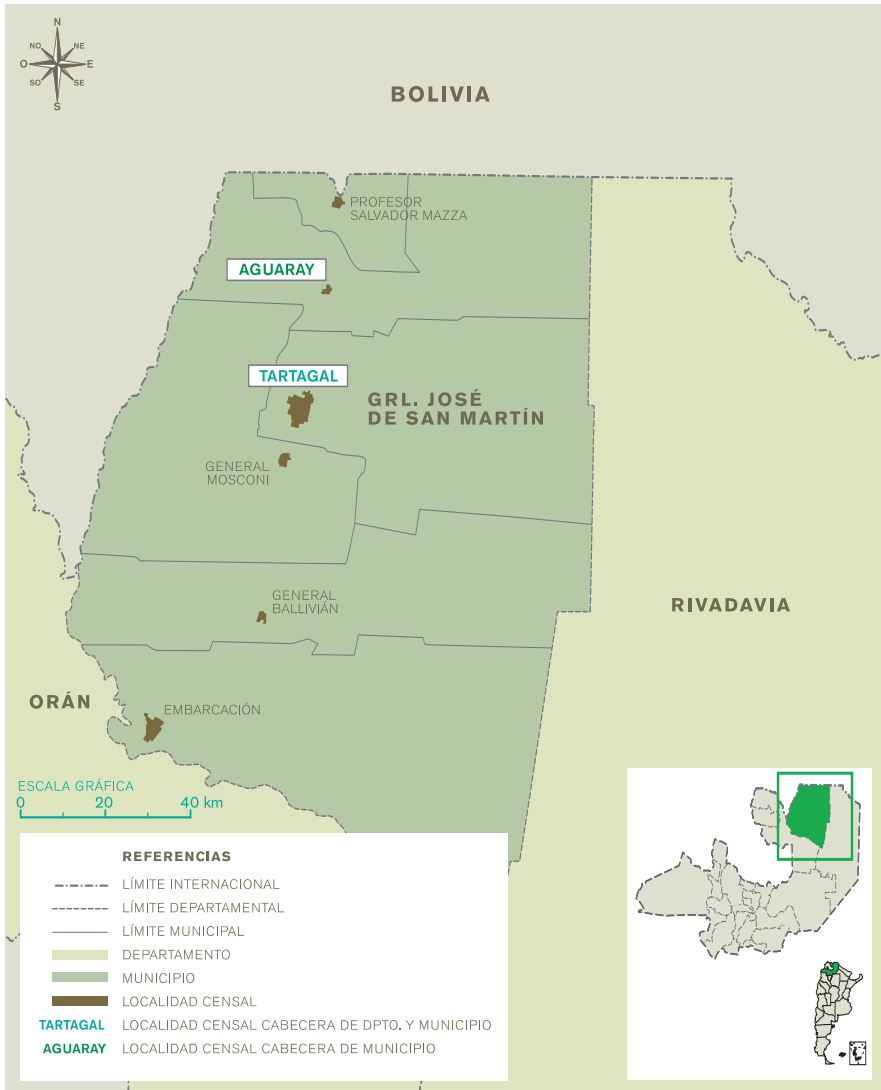 N
NO
NE
O
E
SO
SE
S
BOLIVIA
PROFESOR
SALVADOR MAZZA
AGUARAY
TARTAGAL
GRL. JOSÉ
DE SAN MARTÍN
GENERAL
MOSCONI
GENERAL
BALLIVIÁN
RIVADAVIA
ORÁN
EMBARCACIÓN
ESCALA GRÁFICA
0 20 40 km
REFERENCIAS
LÍMITE INTERNACIONAL
LÍMITE DEPARTAMENTAL
LÍMITE MUNICIPAL
DEPARTAMENTO
MUNICIPIO
LOCALIDAD CENSAL
TARTAGAL LOCALIDAD CENSAL CABECERA DE DPTO. Y MUNICIPIO
AGUARAY LOCALIDAD CENSAL CABECERA DE MUNICIPIO